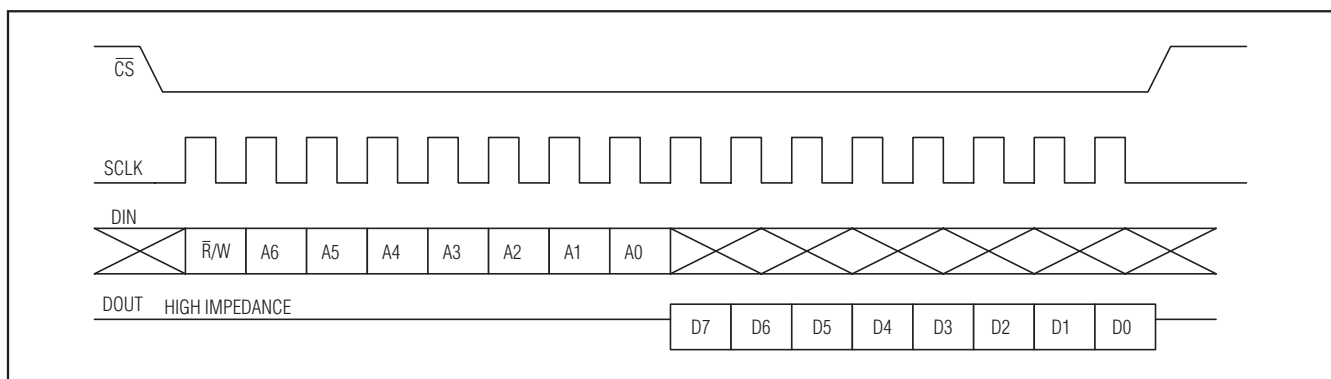 C̅S̅
SCLK
DIN
R̅/W A6 A5 A4 A3 A2 A1 A0
DOUT HIGH IMPEDANCE
D7 D6 D5 D4 D3 D2 D1 D0